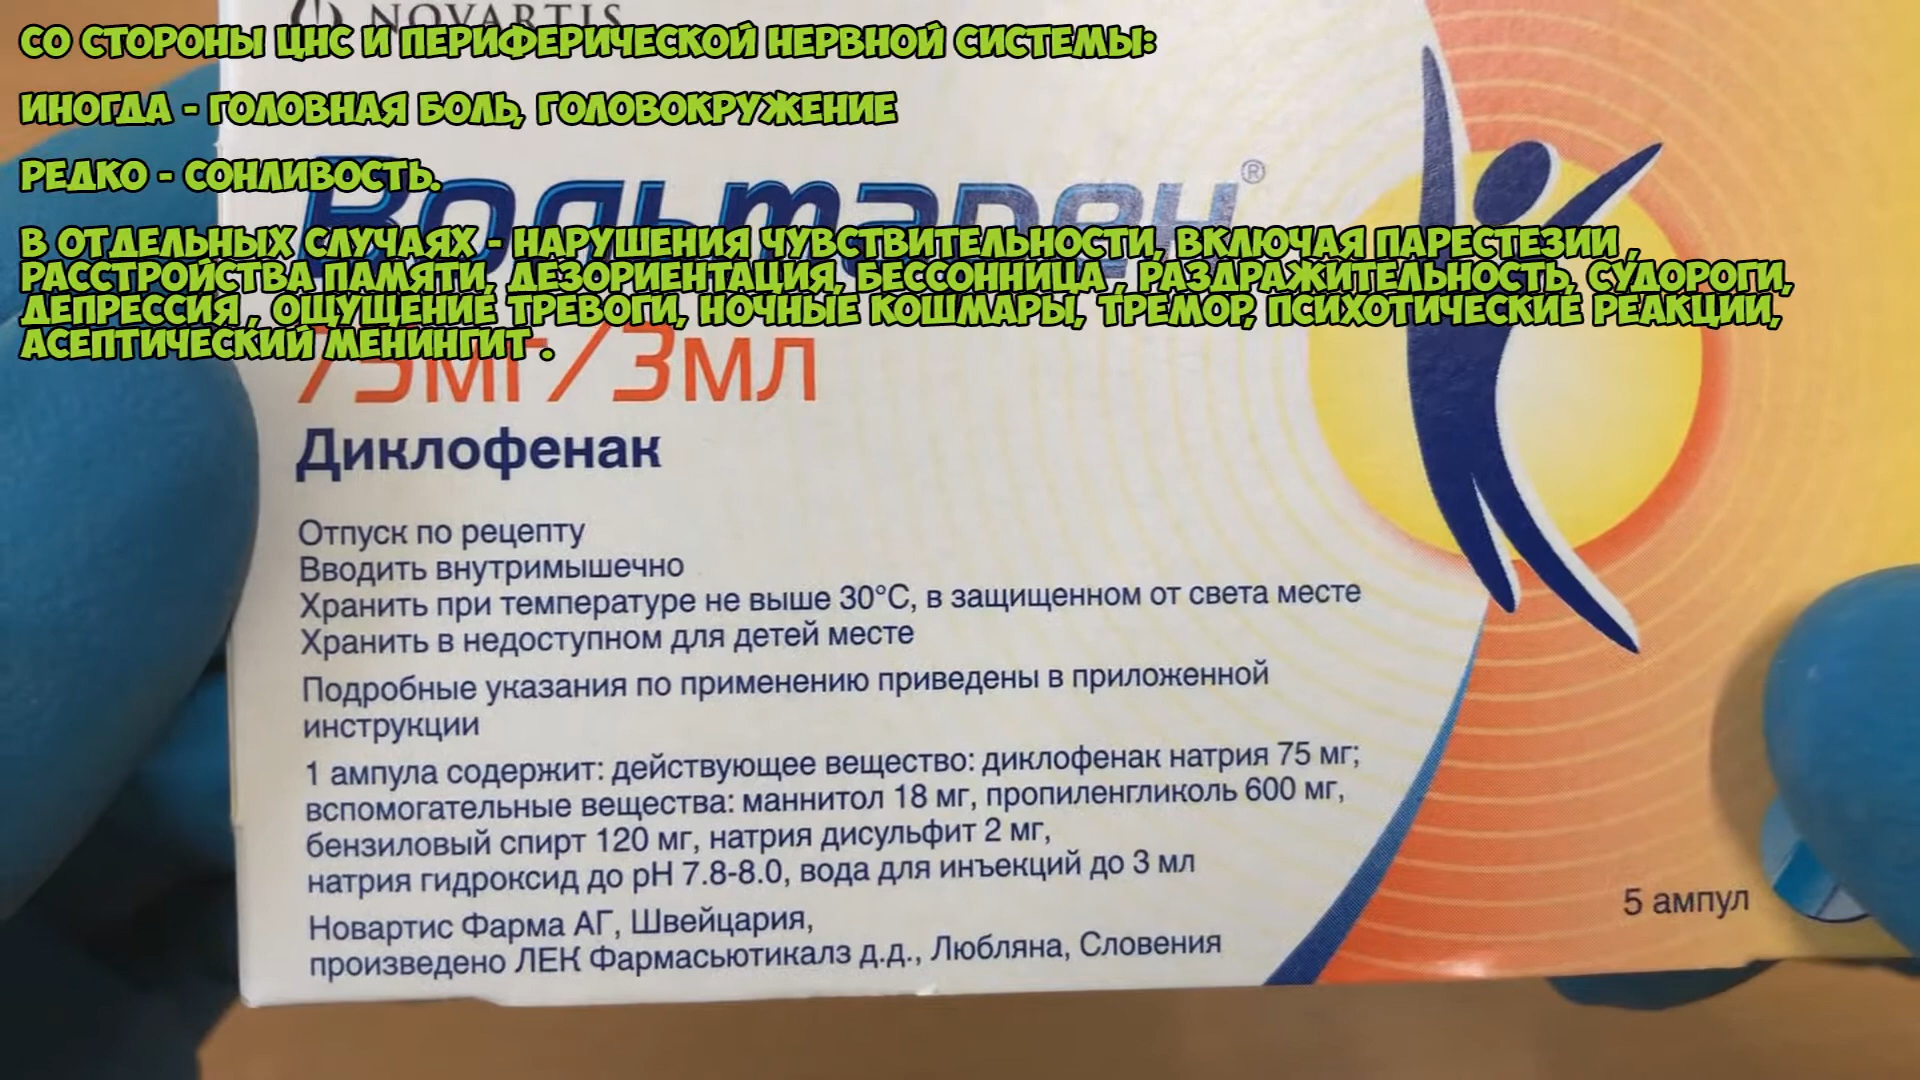 NOVARTIS
СО СТОРОНЫ ЦНС И ПЕРИФЕРИЧЕСКОЙ НЕРВНОЙ СИСТЕМЫ:
ИНОГДА - ГОЛОВНАЯ БОЛЬ, ГОЛОВОКРУЖЕНИЕ
РЕДКО - СОНЛИВОСТЬ.
Вольтарен®
В ОТДЕЛЬНЫХ СЛУЧАЯХ - НАРУШЕНИЯ ЧУВСТВИТЕЛЬНОСТИ, ВКЛЮЧАЯ ПАРЕСТЕЗИИ ,
РАССТРОЙСТВА ПАМЯТИ, ДЕЗОРИЕНТАЦИЯ, БЕССОННИЦА , РАЗДРАЖИТЕЛЬНОСТЬ, СУДОРОГИ,
ДЕПРЕССИЯ , ОЩУЩЕНИЕ ТРЕВОГИ, НОЧНЫЕ КОШМАРЫ, ТРЕМОР, ПСИХОТИЧЕСКИЕ РЕАКЦИИ,
АСЕПТИЧЕСКИЙ МЕНИНГИТ .
75мг/3мл
Диклофенак
Отпуск по рецепту
Вводить внутримышечно
Хранить при температуре не выше 30°C, в защищенном от света месте
Хранить в недоступном для детей месте
Подробные указания по применению приведены в приложенной
инструкции
1 ампула содержит: действующее вещество: диклофенак натрия 75 мг;
вспомогательные вещества: маннитол 18 мг, пропиленгликоль 600 мг,
бензиловый спирт 120 мг, натрия дисульфит 2 мг,
натрия гидроксид до pH 7.8-8.0, вода для инъекций до 3 мл
Новартис Фарма АГ, Швейцария,
произведено ЛЕК Фармасьютикалз д.д., Любляна, Словения
5 ампул